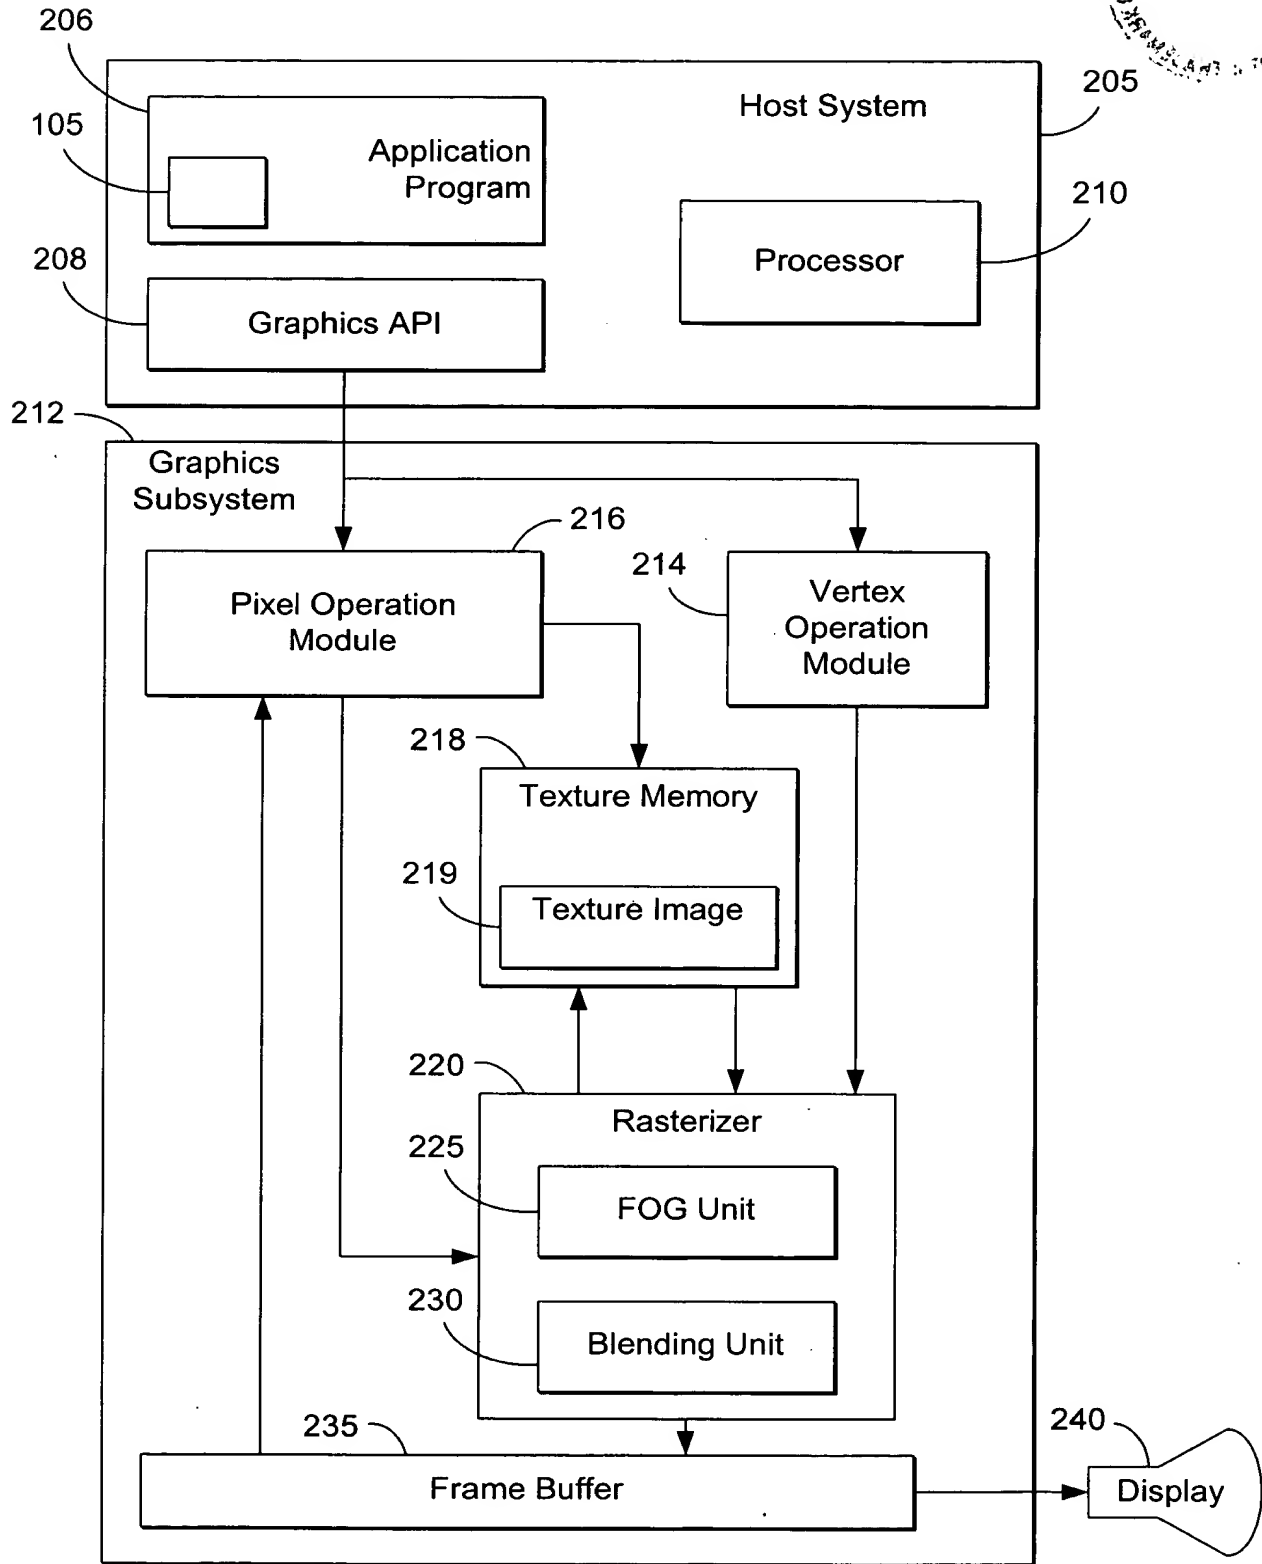 206
Host System
205
105
Application
Program
210
Processor
208
Graphics API
212
Graphics
Subsystem
216
Pixel Operation
Module
214
Vertex
Operation
Module
218
Texture Memory
219
Texture Image
220
Rasterizer
225
FOG Unit
230
Blending Unit
235
Frame Buffer
240
Display